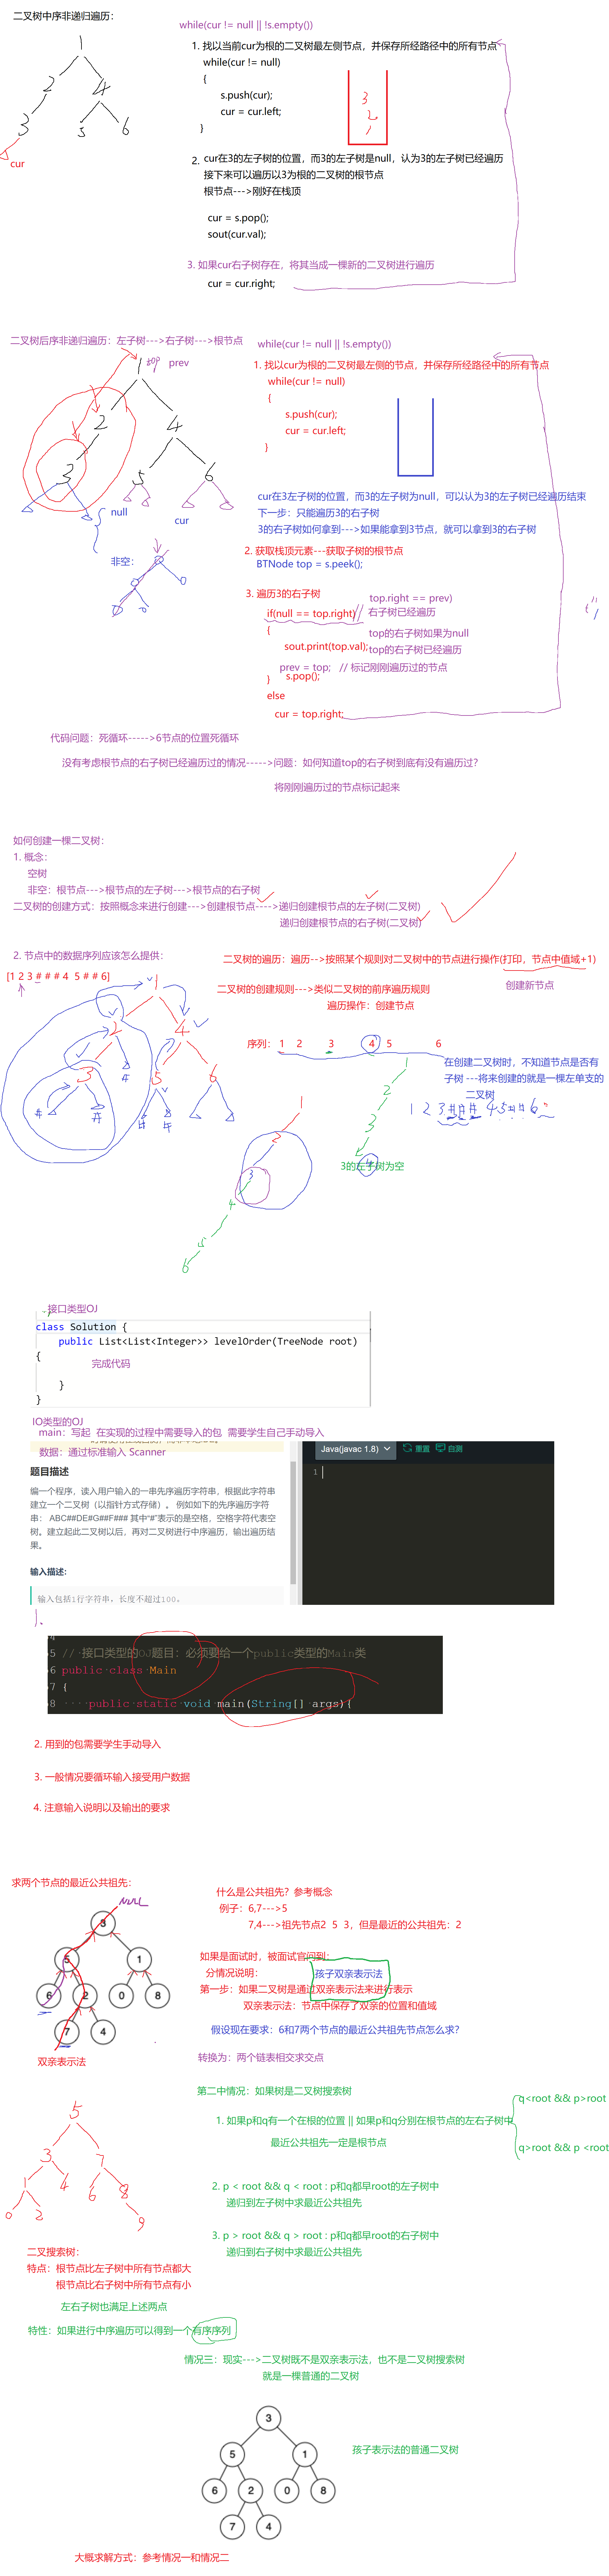 二叉树中序非递归遍历：
while(cur != null || !s.empty())
1. 找以当前cur为根的二叉树最左侧节点，并保存所经路径中的所有节点
while(cur != null)
{
s.push(cur);
cur = cur.left;
}
1
2
4
3
5
6
cur
3
2
1
2. cur在3的左子树的位置，而3的左子树是null，认为3的左子树已经遍历
接下来可以遍历以3为根的二叉树的根节点
根节点--->刚好在栈顶
cur = s.pop();
sout(cur.val);
3. 如果cur右子树存在，将其当成一棵新的二叉树进行遍历
cur = cur.right;
二叉树后序非递归遍历：左子树--->右子树--->根节点
while(cur != null || !s.empty())
1. 找以cur为根的二叉树最左侧的节点，并保存所经路径中的所有节点
while(cur != null)
{
s.push(cur);
cur = cur.left;
}
1
top
prev
2
4
3
5
6
null
cur
非空：
cur在3左子树的位置，而3的左子树为null，可以认为3的左子树已经遍历结束
下一步：只能遍历3的右子树
3的右子树如何拿到--->如果能拿到3节点，就可以拿到3的右子树
2. 获取栈顶元素---获取子树的根节点
BTNode top = s.peek();
3. 遍历3的右子树
if(null == top.right)
top.right == prev)
右子树已经遍历
{
sout.print(top.val);
top的右子树如果为null
top的右子树已经遍历
prev = top; // 标记刚刚遍历过的节点
s.pop();
}
else
cur = top.right;
代码问题：死循环----->6节点的位置死循环
没有考虑根节点的右子树已经遍历过的情况----->问题：如何知道top的右子树到底有没有遍历过？
将刚刚遍历过的节点标记起来
如何创建一棵二叉树：
1. 概念：
空树
非空：根节点--->根节点的左子树--->根节点的右子树
二叉树的创建方式：按照概念来进行创建--->创建根节点---->递归创建根节点的左子树(二叉树)
递归创建根节点的右子树(二叉树)
2. 节点中的数据序列应该怎么提供：
[1 2 3 # # # 4 5 # # 6]
二叉树的遍历：遍历-->按照某个规则对二叉树中的节点进行操作(打印，节点中值域+1)
创建新节点
二叉树的创建规则--->类似二叉树的前序遍历规则
遍历操作：创建节点
序列： 1 2 3 4 5 6
在创建二叉树时，不知道节点是否有
子树 ---将来创建的就是一棵左单支的
二叉树
1 2 3 # # # 4 5 # # 6
3的左子树为空
接口类型OJ
class Solution {
public List<List<Integer>> levelOrder(TreeNode root)
{
完成代码
}
}
IO类型的OJ
main：写起 在实现的过程中需要导入的包 需要学生自己手动导入
数据：通过标准输入 Scanner
题目描述
编一个程序，读入用户输入的一串先序遍历字符串，根据此字符串
建立一个二叉树（以指针方式存储）。 例如如下的先序遍历字符
串： ABC##DE#G##F### 其中“#”表示的是空格，空格字符代表空
树。建立起此二叉树以后，再对二叉树进行中序遍历，输出遍历结
果。
输入描述:
输入包括1行字符串，长度不超过100。
Java(javac 1.8)
重置
自测
1
5 // 接口类型的OJ题目：必须要给一个public类型的Main类
6 public class Main
7 {
8 public static void main(String[] args){
2. 用到的包需要学生手动导入
3. 一般情况要循环输入接受用户数据
4. 注意输入说明以及输出的要求
求两个节点的最近公共祖先：
NULL
3
5
1
6
2
0
8
7
4
双亲表示法
什么是公共祖先？参考概念
例子：6,7--->5
7,4--->祖先节点2 5 3，但是最近的公共祖先：2
如果是面试时，被面试官问到：
分情况说明：
孩子双亲表示法
第一步：如果二叉树是通过双亲表示法来进行表示
双亲表示法：节点中保存了双亲的位置和值域
假设现在要求：6和7两个节点的最近公共祖先节点怎么求？
转换为：两个链表相交求交点
第二中情况：如果树是二叉树搜索树
q<root && p>root
1. 如果p和q有一个在根的位置 || 如果p和q分别在根节点的左右子树中
最近公共祖先一定是根节点
q>root && p <root
5
3
7
1
4
6
8
0
2
9
2. p < root && q < root : p和q都早root的左子树中
递归到左子树中求最近公共祖先
3. p > root && q > root : p和q都早root的右子树中
递归到右子树中求最近公共祖先
二叉搜索树：
特点：根节点比左子树中所有节点都大
根节点比右子树中所有节点有小
左右子树也满足上述两点
特性：如果进行中序遍历可以得到一个有序序列
情况三：现实--->二叉树既不是双亲表示法，也不是二叉树搜索树
就是一棵普通的二叉树
3
5
1
6
2
0
8
7
4
孩子表示法的普通二叉树
大概求解方式：参考情况一和情况二